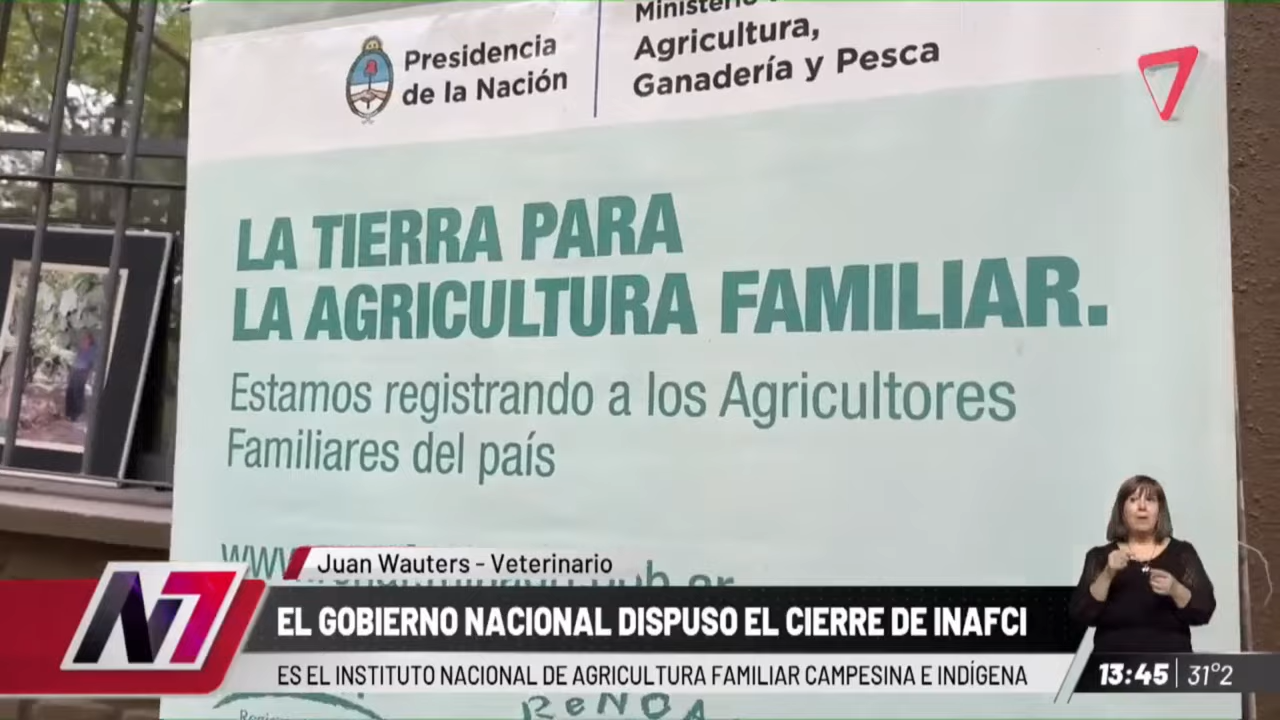 Presidencia
de la Nación
Agricultura,
Ganadería y Pesca
LA TIERRA PARA
LA AGRICULTURA FAMILIAR.
Estamos registrando a los Agricultores
Familiares del país
Juan Wauters - Veterinario
N7
EL GOBIERNO NACIONAL DISPUSO EL CIERRE DE INAFCI
ES EL INSTITUTO NACIONAL DE AGRICULTURA FAMILIAR CAMPESINA E INDÍGENA
13:45 31°2